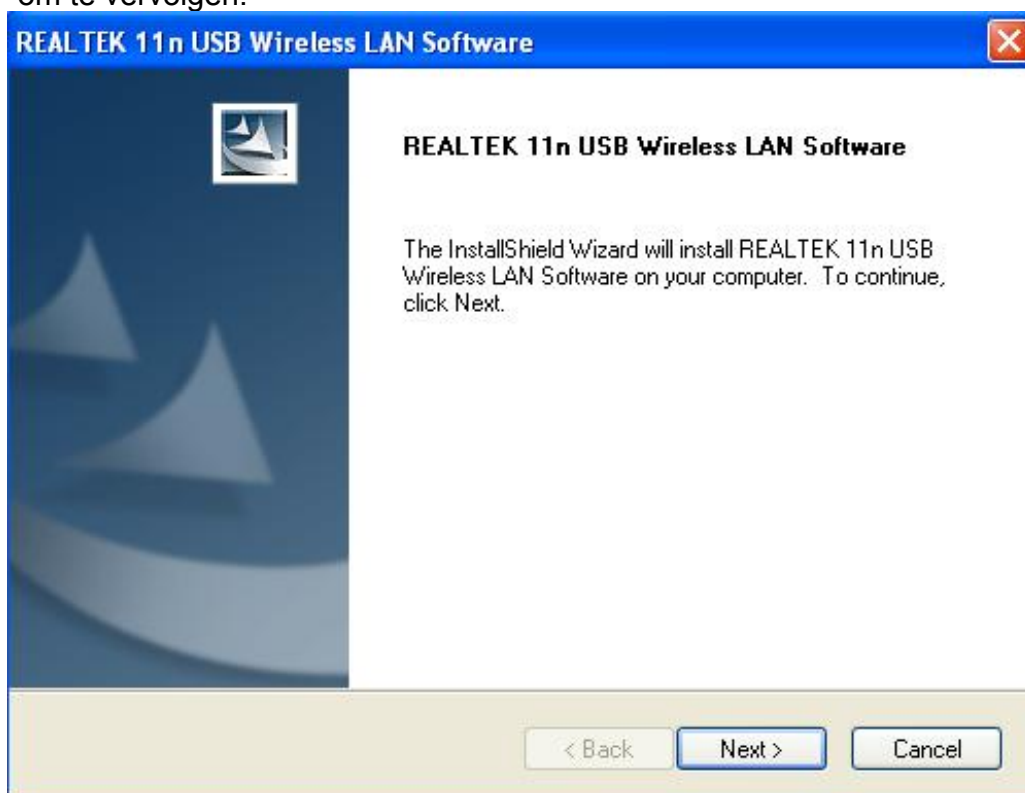 om te vervolgen.
REALTEK 11n USB Wireless LAN Software
REALTEK 11n USB Wireless LAN Software
The InstallShield Wizard will install REALTEK 11n USB
Wireless LAN Software on your computer. To continue,
click Next.
< Back Next > Cancel